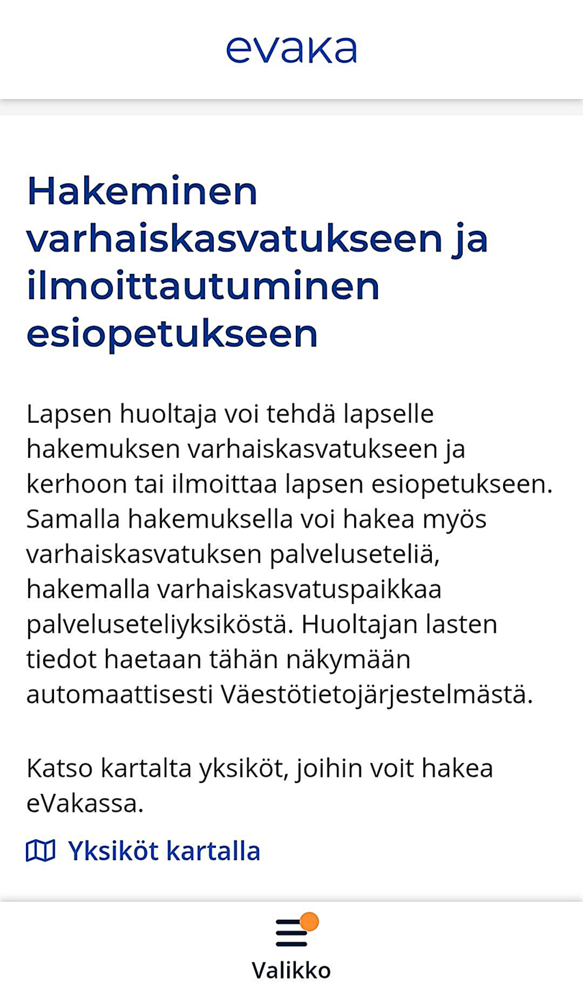 evaka
Hakeminen
varhaiskasvatukseen ja
ilmoittautuminen
esiopetukseen
Lapsen huoltaja voi tehdä lapselle
hakemuksen varhaiskasvatukseen ja
kerhoon tai ilmoittaa lapsen esiopetukseen.
Samalla hakemuksella voi hakea myös
varhaiskasvatuksen palveluseteliä,
hakemalla varhaiskasvatuspaikkaa
palveluseteliyksiköstä. Huoltajan lasten
tiedot haetaan tähän näkymään
automaattisesti Väestötietojärjestelmästä.
Katso kartalta yksiköt, joihin voit hakea
eVakassa.
Yksiköt kartalla
Valikko